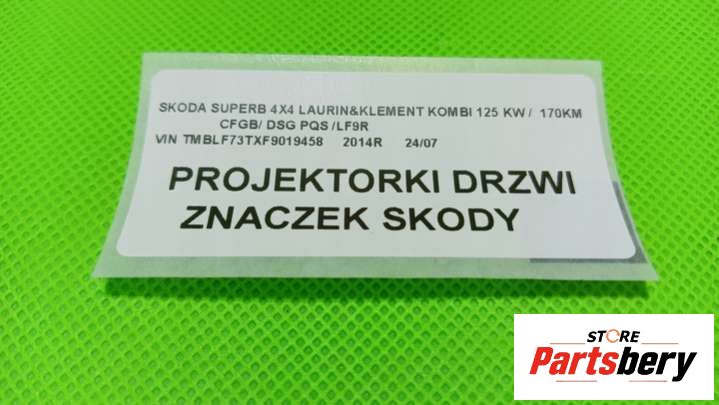 SKODA SUPERB 4X4 LAURIN&KLEMENT KOMBI 125 KW / 170KM
CFGB/ DSG PQS /LF9R
VIN TMBLF73TXF9019458 2014R 24/07
PROJEKTORKI DRZWI
ZNACZEK SKODY
STORE
Partsbery